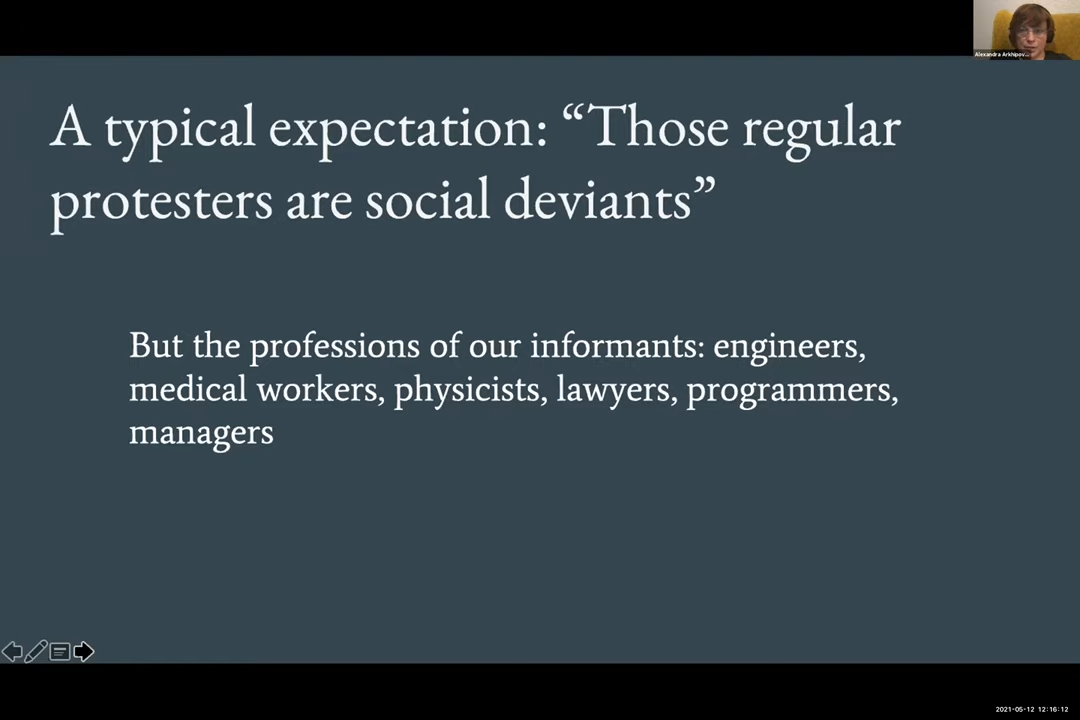 Alexandra Arkhipov...
A typical expectation: “Those regular
protesters are social deviants”
But the professions of our informants: engineers,
medical workers, physicists, lawyers, programmers,
managers
2021-05-12 12:16:12